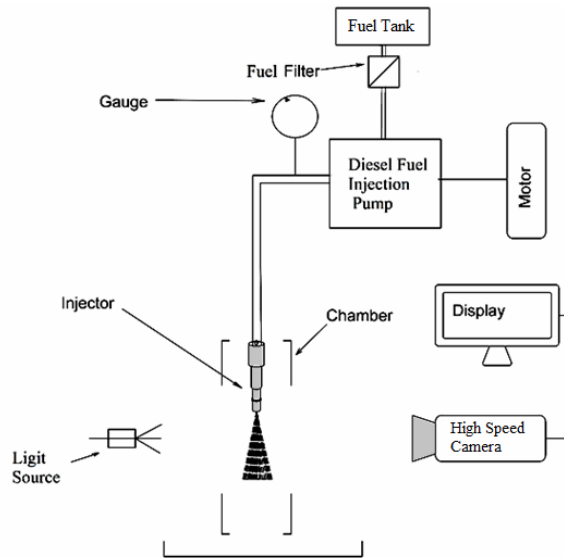 Fuel Tank
Fuel Filter
Gauge
Diesel Fuel
Injection
Pump
Motor
Injector
Chamber
Display
Ligit
Source
High Speed
Camera